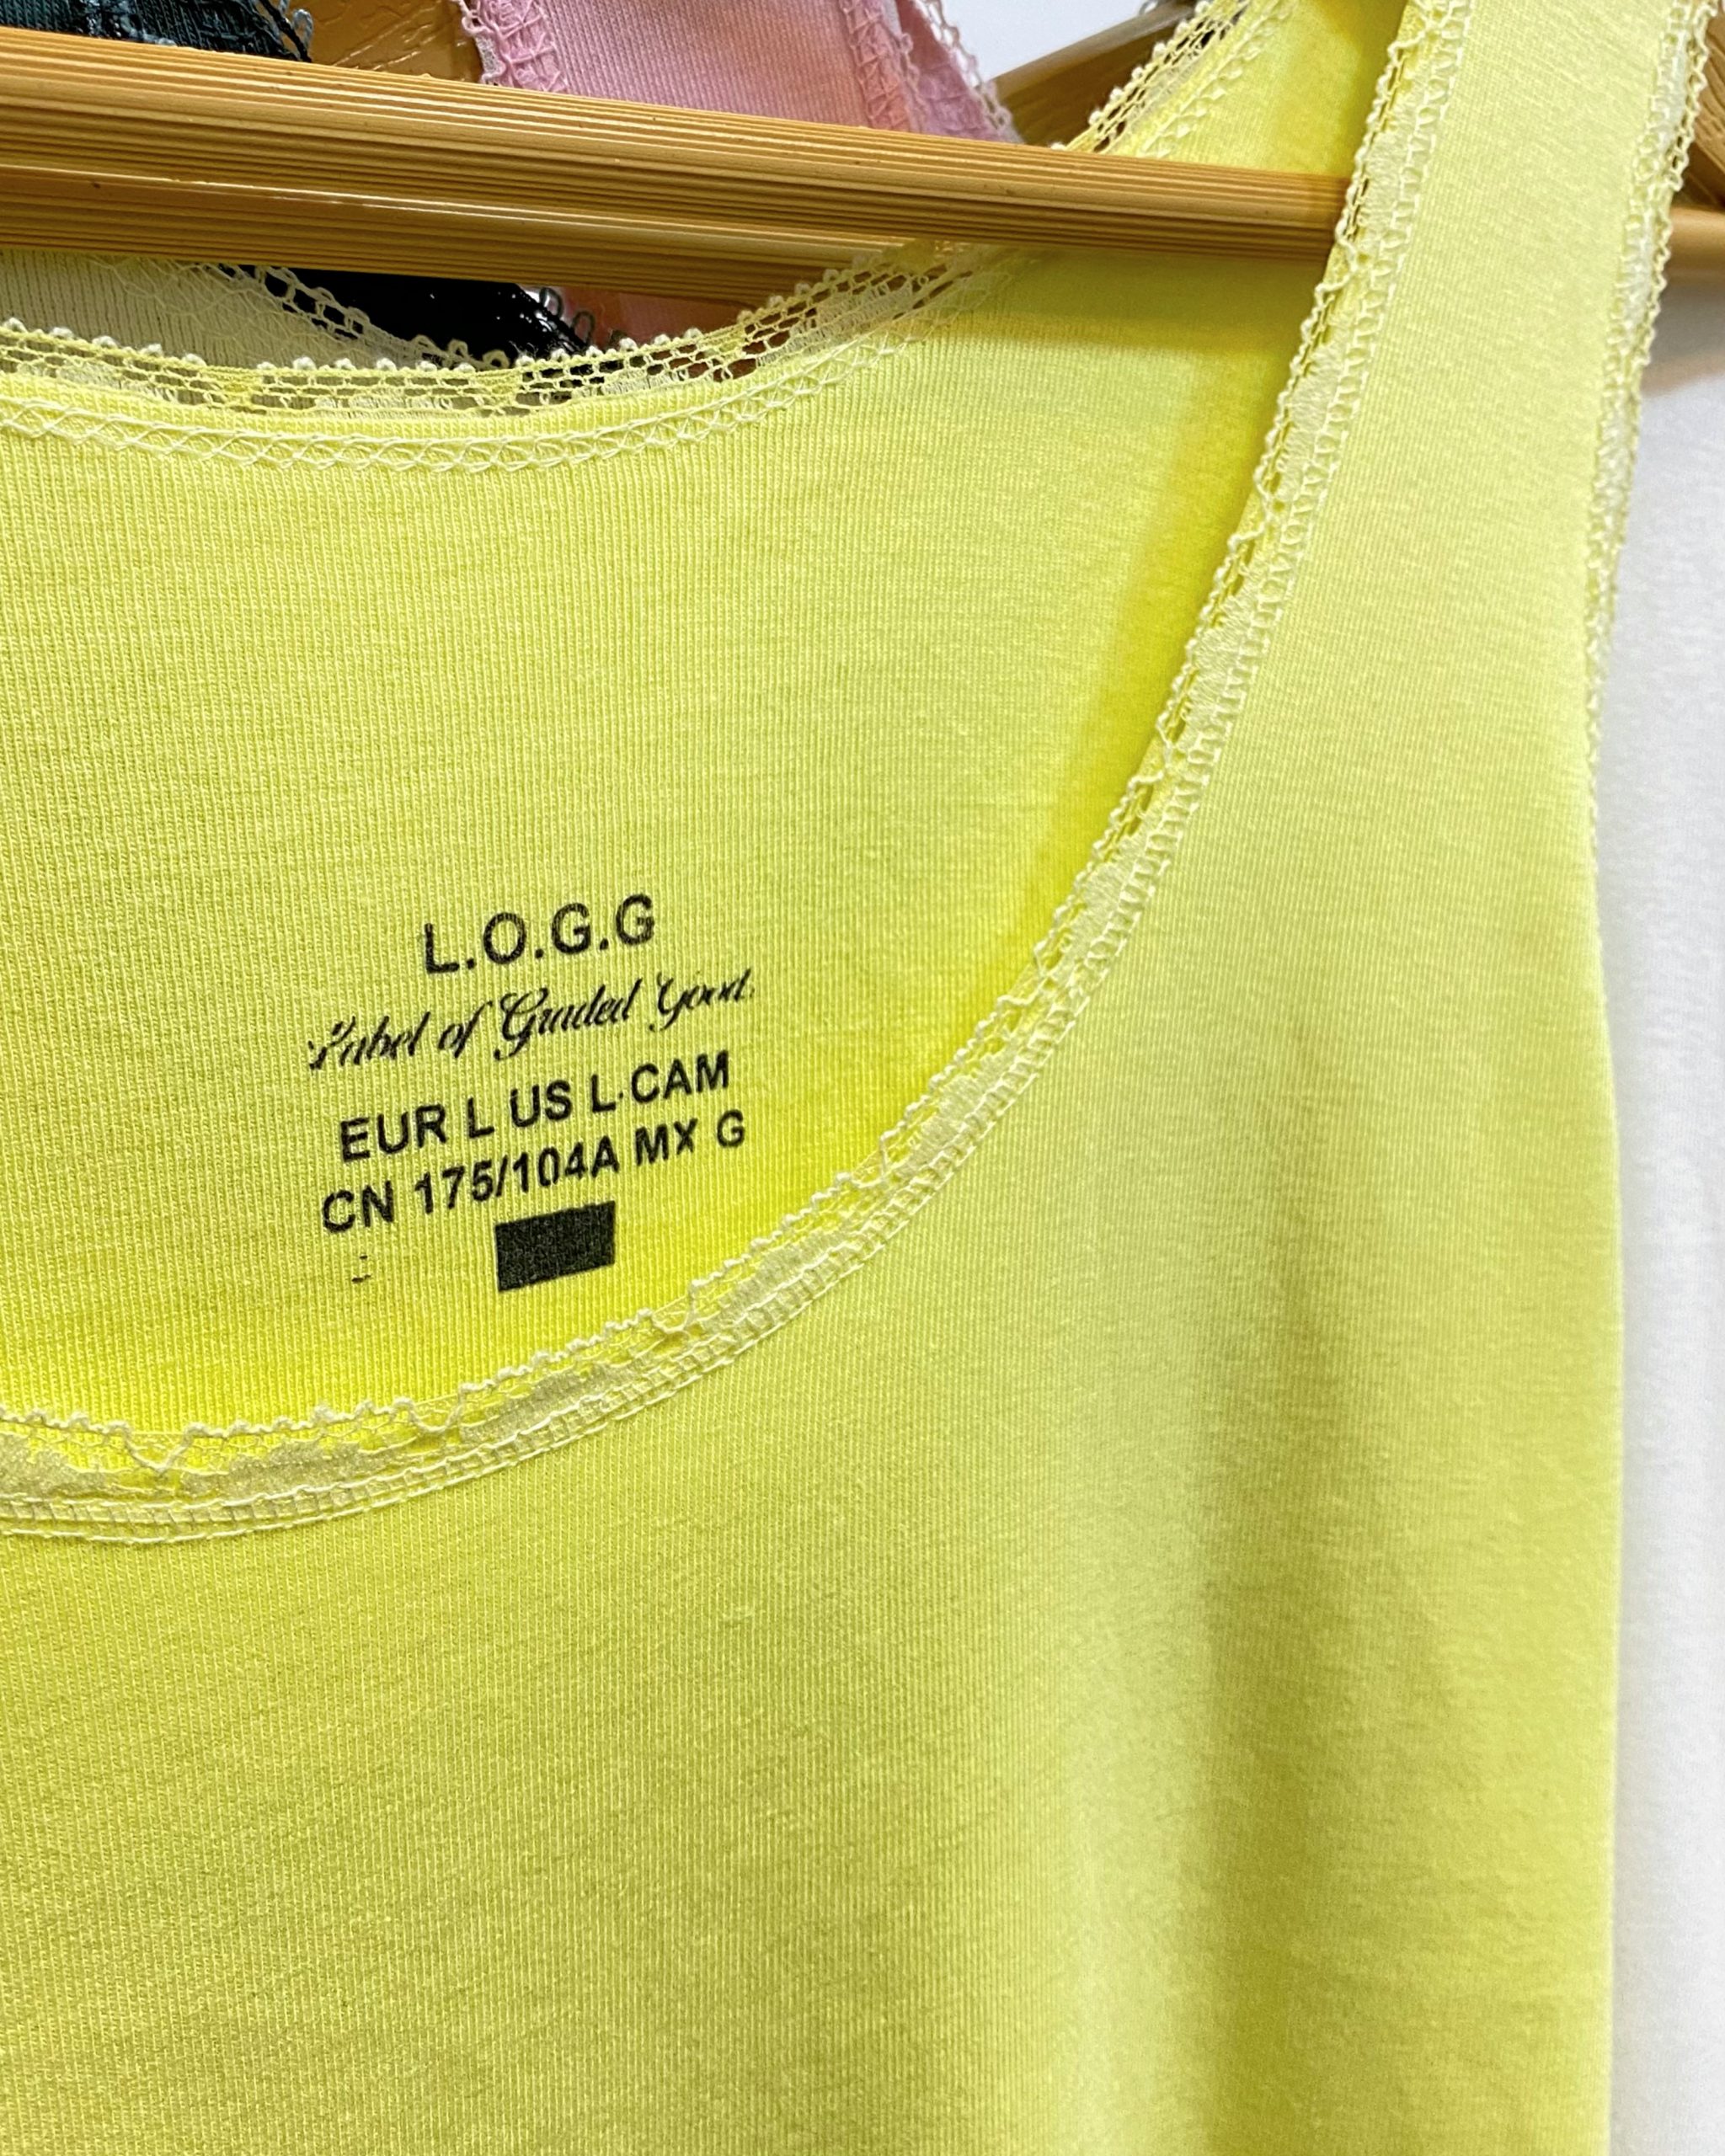 L.O.G.G
Label of Graded Good.
EUR L US L.CAM
CN 175/104A MX G